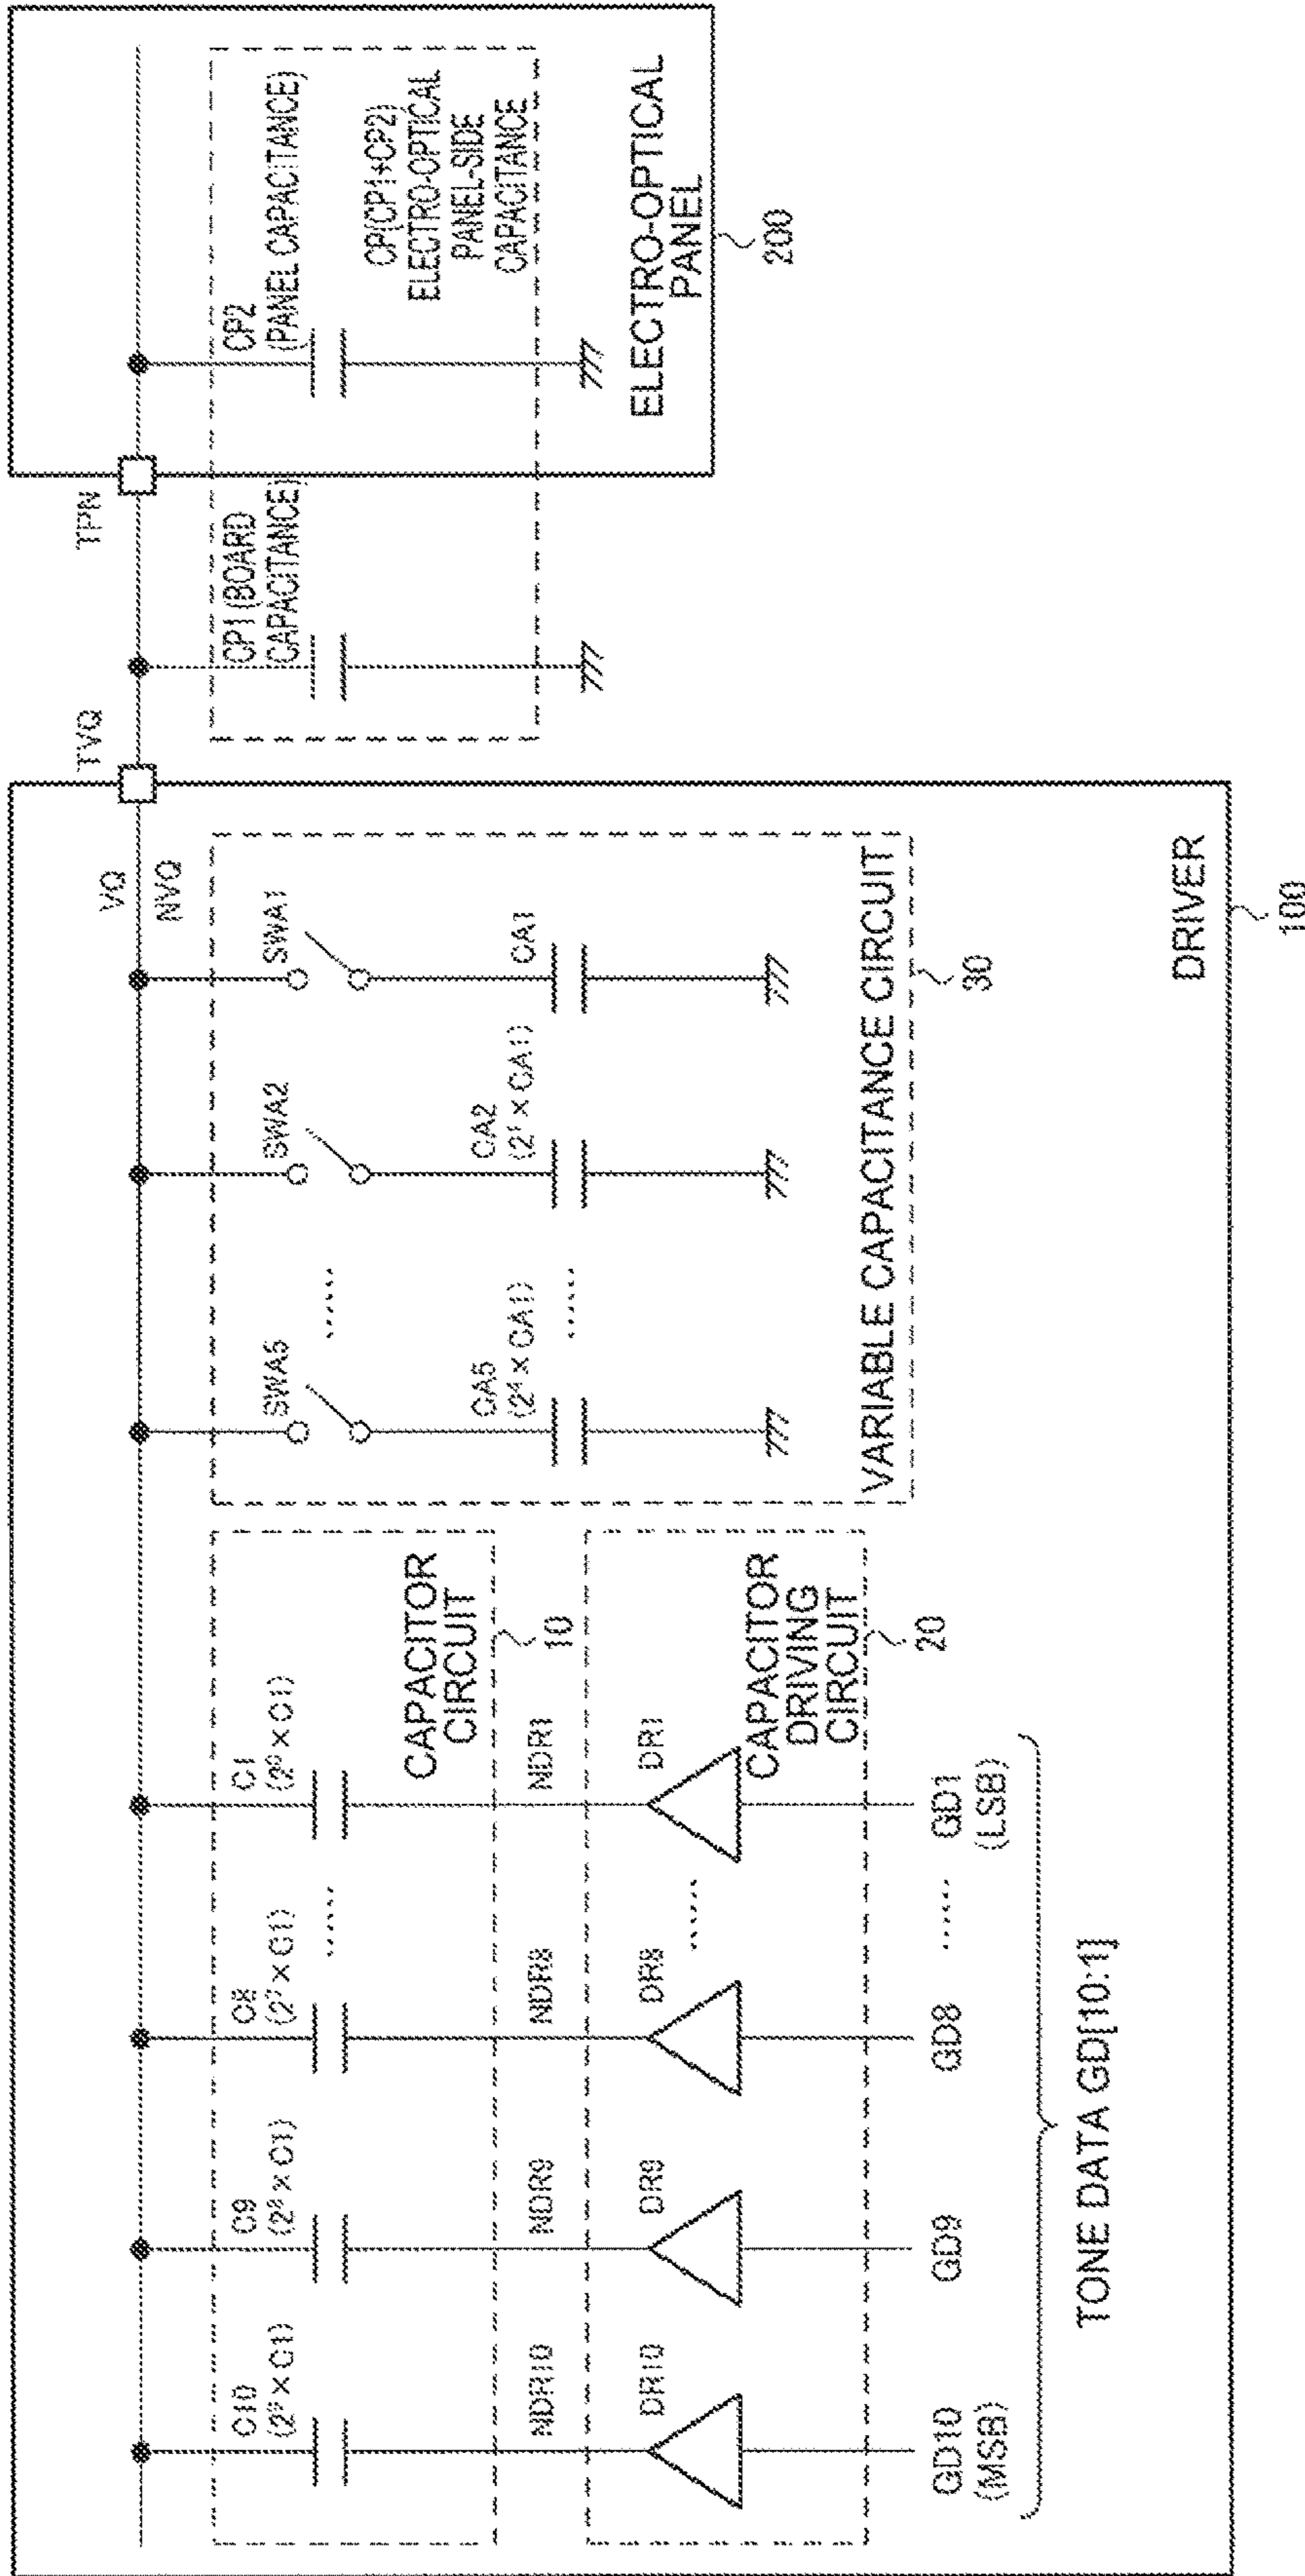 VQ
NVQ
TVQ
TPN
C10
(2⁹×C1)
C9
(2⁸×C1)
C8
(2⁷×C1)
C1
(2⁰×C1)
CAPACITOR
CIRCUIT
10
NDR10
NDR9
NDR8
NDR1
DR10
DR9
DR8
DR1
CAPACITOR
DRIVING
CIRCUIT
20
GD10
(MSB)
GD9
GD8
GD1
(LSB)
TONE DATA GD[10:1]
SWA5
SWA2
SWA1
CA5
(2⁴×CA1)
CA2
(2¹×CA1)
CA1
VARIABLE CAPACITANCE CIRCUIT
30
DRIVER
100
CP1 (BOARD
CAPACITANCE)
CP2
(PANEL CAPACITANCE)
CP(CP1+CP2)
ELECTRO-OPTICAL
PANEL-SIDE
CAPACITANCE
ELECTRO-OPTICAL
PANEL
200